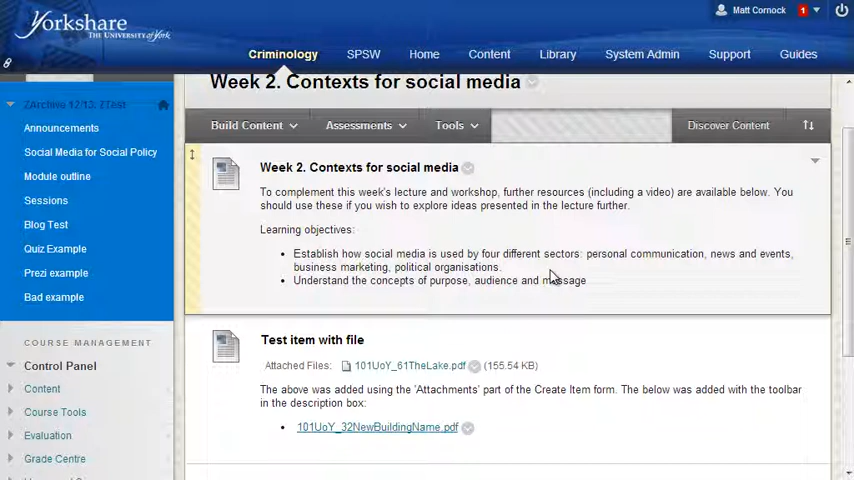 Yorkshare
THE UNIVERSITY of York
Matt Cornock 1
Criminology SPSW Home Content Library System Admin Support Guides
ZArchive 12/13. ZTest
Announcements
Social Media for Social Policy
Module outline
Sessions
Blog Test
Quiz Example
Prezi example
Bad example
COURSE MANAGEMENT
Control Panel
Content
Course Tools
Evaluation
Grade Centre
Week 2. Contexts for social media
Build Content Assessments Tools Discover Content
Week 2. Contexts for social media
To complement this week's lecture and workshop, further resources (including a video) are available below. You
should use these if you wish to explore ideas presented in the lecture further.
Learning objectives:
Establish how social media is used by four different sectors: personal communication, news and events,
business marketing, political organisations.
Understand the concepts of purpose, audience and message
Test item with file
Attached Files: 101UoY_61TheLake.pdf (155.54 KB)
The above was added using the 'Attachments' part of the Create Item form. The below was added with the toolbar
in the description box:
101UoY_32NewBuildingName.pdf